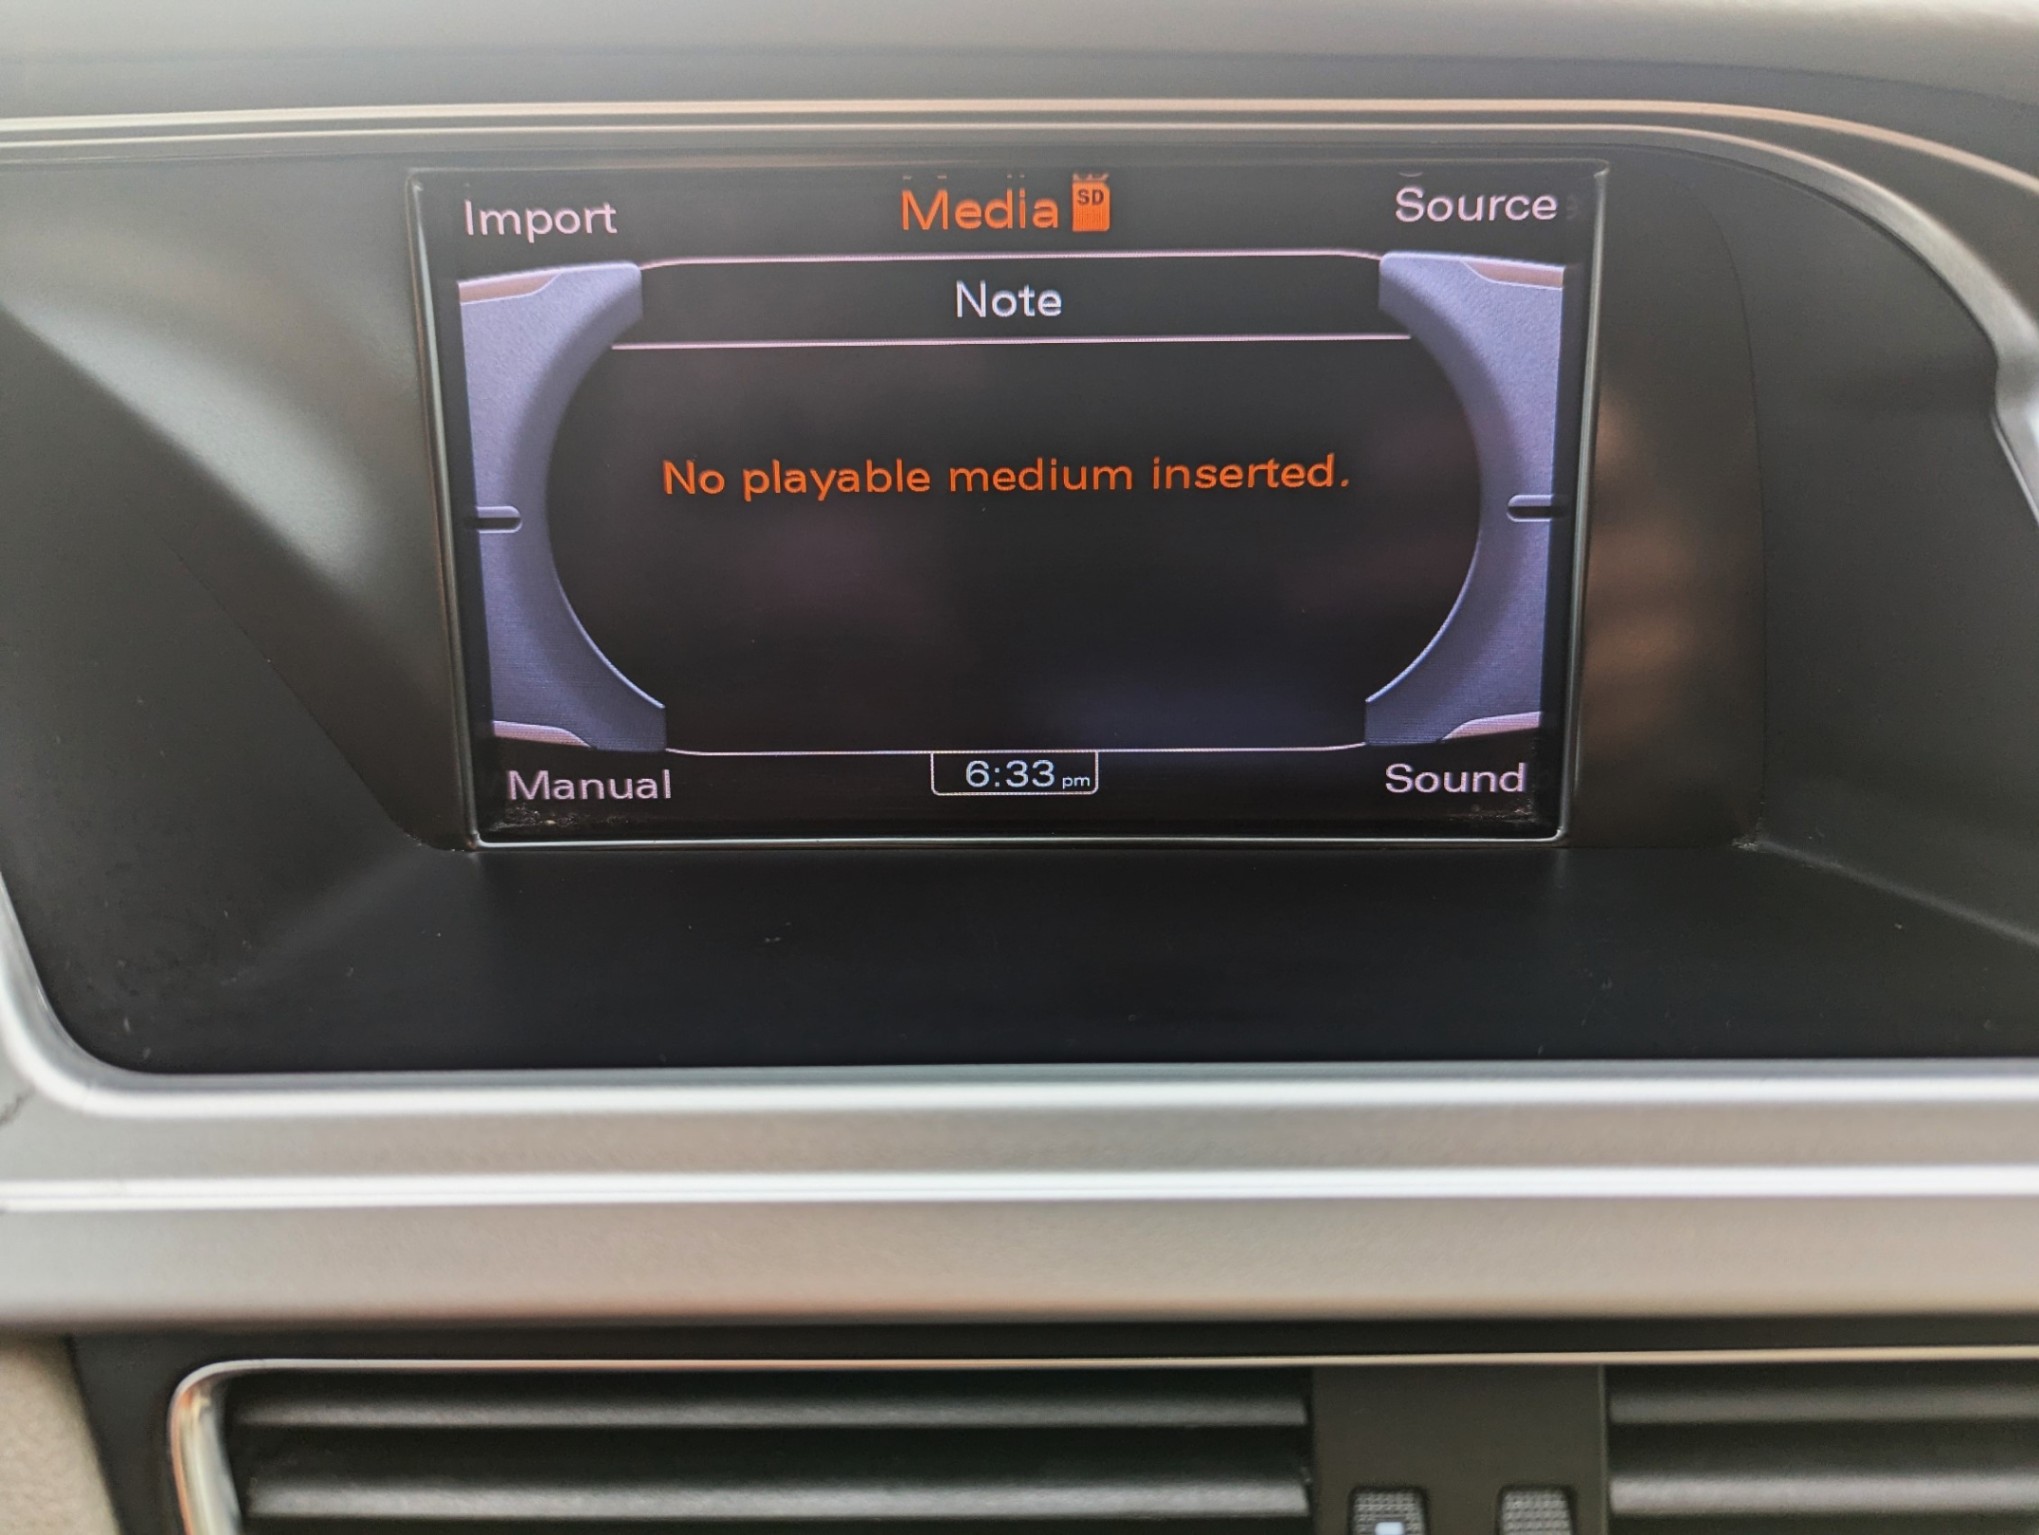 Import
Media SD
Source
Note
No playable medium inserted.
Manual
6:33 pm
Sound